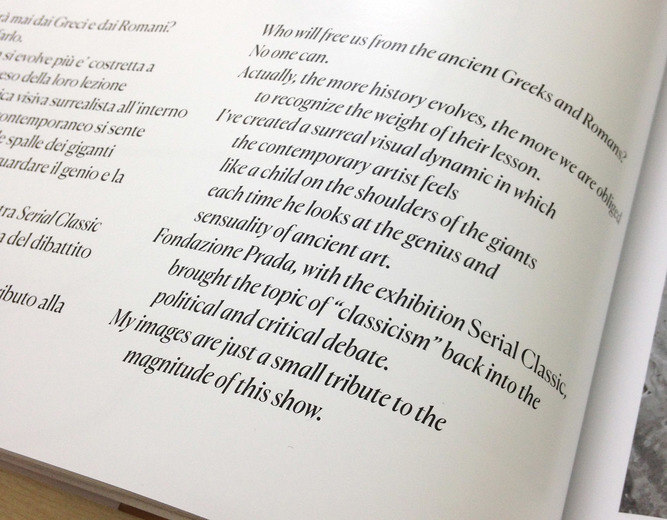 rà mai dai Greci e dai Romani?
farlo.
si evolve più e' costretta a
eso della loro lezione
ica visiva surrealista all'interno
contemporaneo si sente
le spalle dei giganti
uardare il genio e la
tra Serial Classic
a del dibattito
ributo alla
Who will free us from the ancient Greeks and Romans?
No one can.
Actually, the more history evolves, the more we are obliged
to recognize the weight of their lesson.
I've created a surreal visual dynamic in which
the contemporary artist feels
like a child on the shoulders of the giants
each time he looks at the genius and
sensuality of ancient art.
Fondazione Prada, with the exhibition Serial Classic,
brought the topic of “classicism” back into the
political and critical debate.
My images are just a small tribute to the
magnitude of this show.